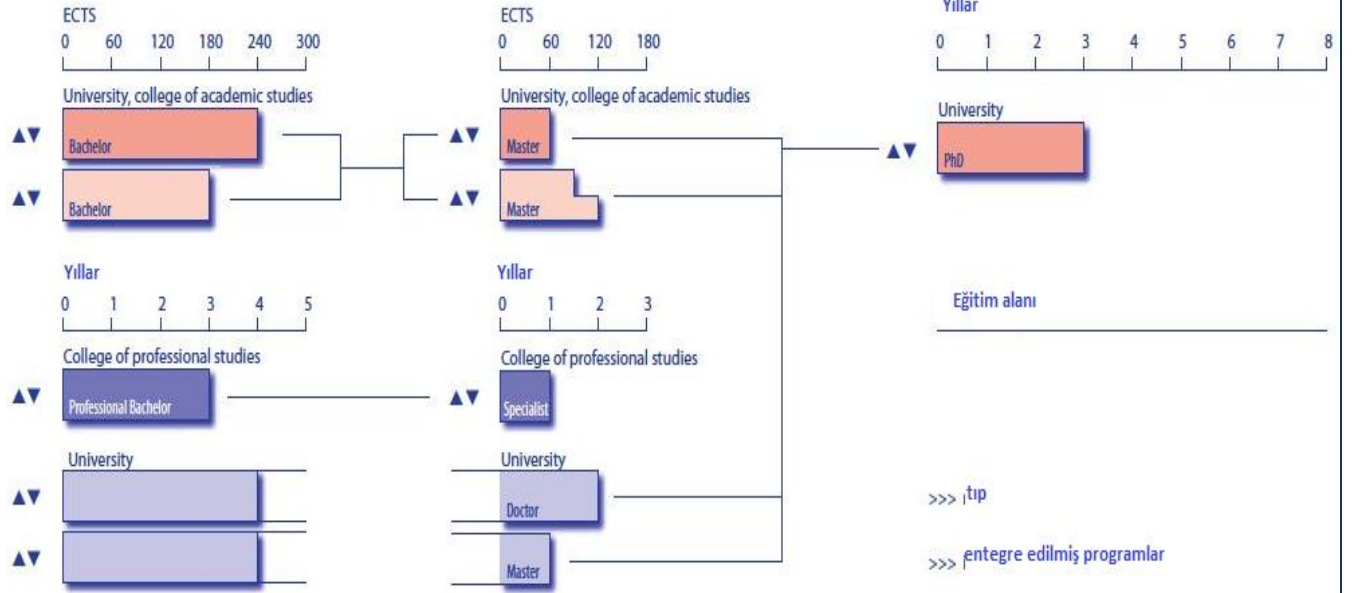 ECTS
0 60 120 180 240 300
University, college of academic studies
Bachelor
Bachelor
Yıllar
0 1 2 3 4 5
College of professional studies
Professional Bachelor
University
ECTS
0 60 120 180
University, college of academic studies
Master
Master
Yıllar
0 1 2 3
College of professional studies
Specialist
University
Doctor
Master
Yıllar
0 1 2 3 4 5 6 7 8
University
PhD
Eğitim alanı
>>> tıp
>>> entegre edilmiş programlar